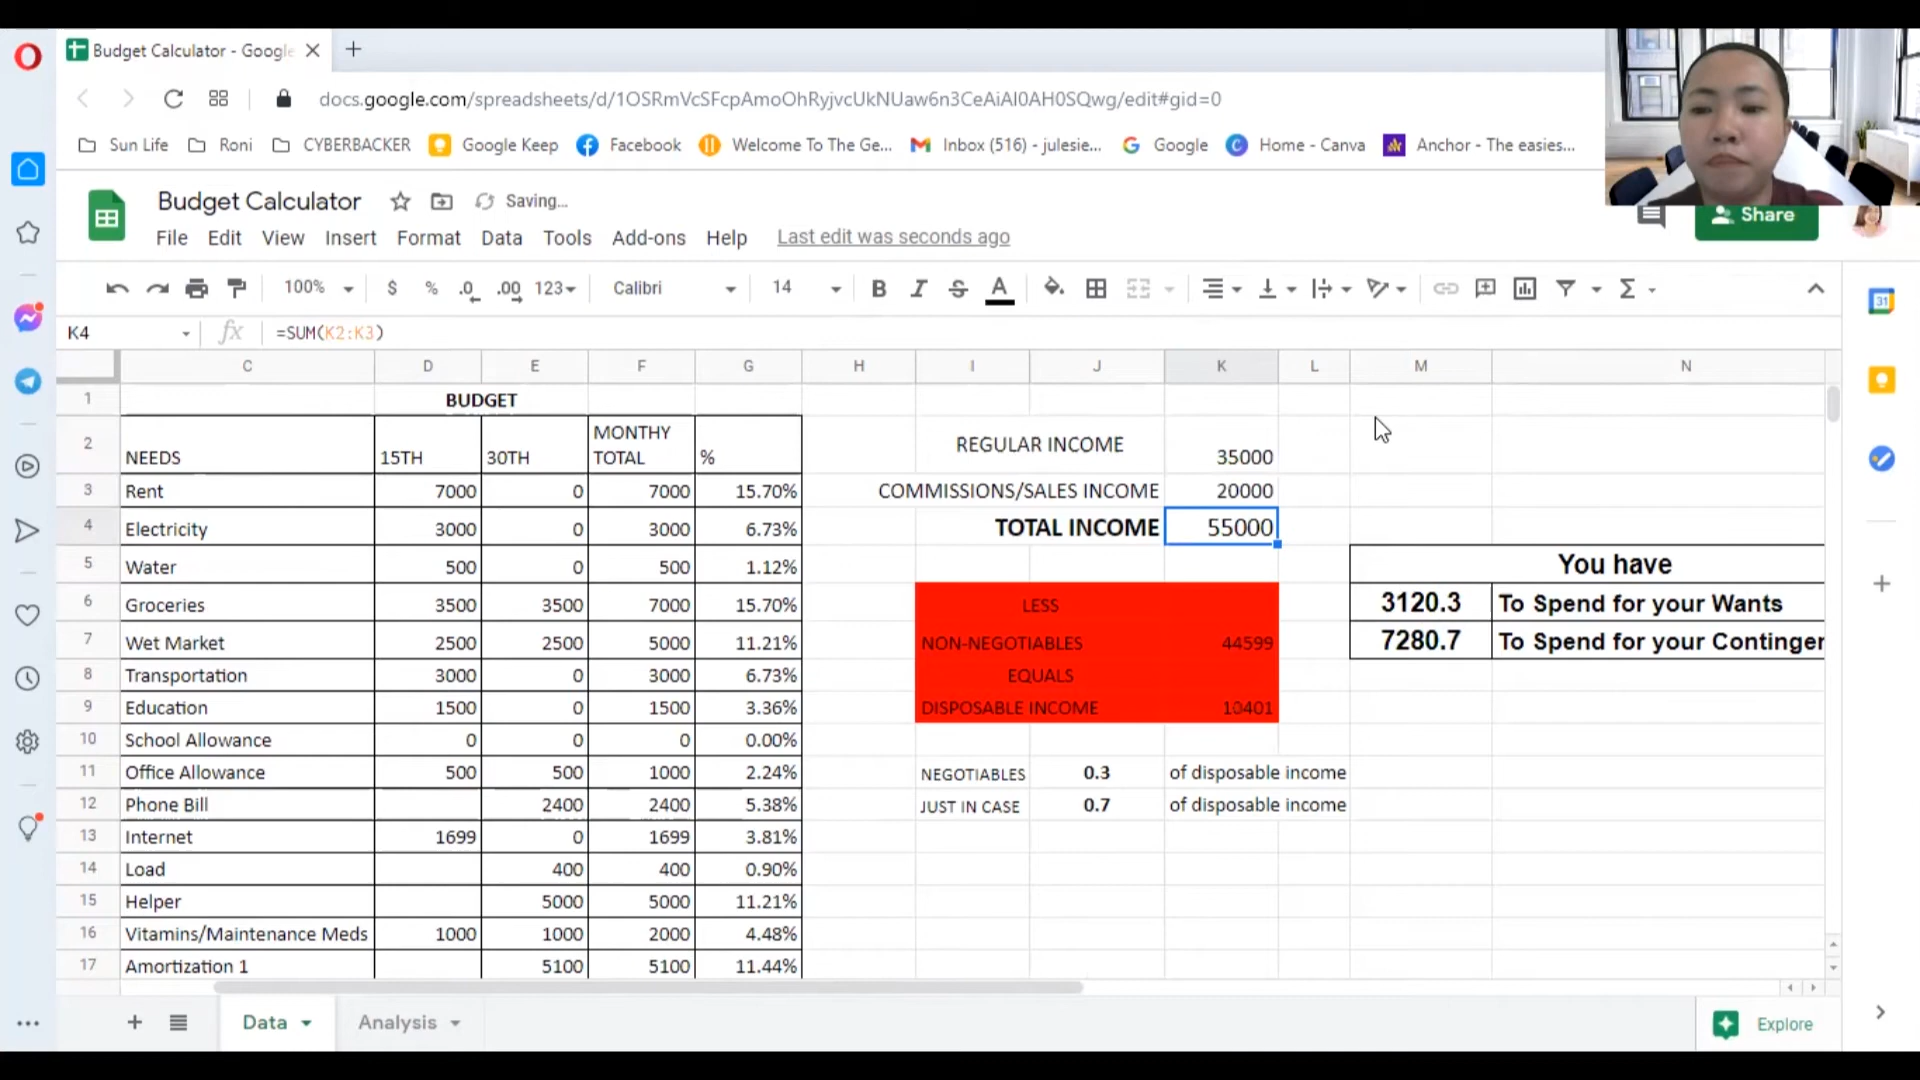 Budget Calculator - Google
docs.google.com/spreadsheets/d/1OSRmVcSFcpAmoOhRyjvcUkNUaw6n3CeAiAI0AH0SQwg/edit#gid=0
Sun Life Roni CYBERBACKER Google Keep Facebook Welcome To The Ge... Inbox (516) - julesie... Google Home - Canva Anchor - The easies...
Budget Calculator Saving...
Share
File Edit View Insert Format Data Tools Add-ons Help Last edit was seconds ago
100% $ % .0 .00 123 Calibri 14 B I S A Σ
31
K4 fx =SUM(K2:K3)
C D E F G H I J K L M N
1 BUDGET
2 NEEDS 15TH 30TH MONTHY TOTAL % REGULAR INCOME 35000
3 Rent 7000 0 7000 15.70% COMMISSIONS/SALES INCOME 20000
4 Electricity 3000 0 3000 6.73% TOTAL INCOME 55000
5 Water 500 0 500 1.12% You have
6 Groceries 3500 3500 7000 15.70% LESS 3120.3 To Spend for your Wants
7 Wet Market 2500 2500 5000 11.21% NON-NEGOTIABLES 44599 7280.7 To Spend for your Contingen
8 Transportation 3000 0 3000 6.73% EQUALS
9 Education 1500 0 1500 3.36% DISPOSABLE INCOME 10401
10 School Allowance 0 0 0 0.00%
11 Office Allowance 500 500 1000 2.24% NEGOTIABLES 0.3 of disposable income
12 Phone Bill 2400 2400 5.38% JUST IN CASE 0.7 of disposable income
13 Internet 1699 0 1699 3.81%
14 Load 400 400 0.90%
15 Helper 5000 5000 11.21%
16 Vitamins/Maintenance Meds 1000 1000 2000 4.48%
17 Amortization 1 5100 5100 11.44%
Data Analysis Explore